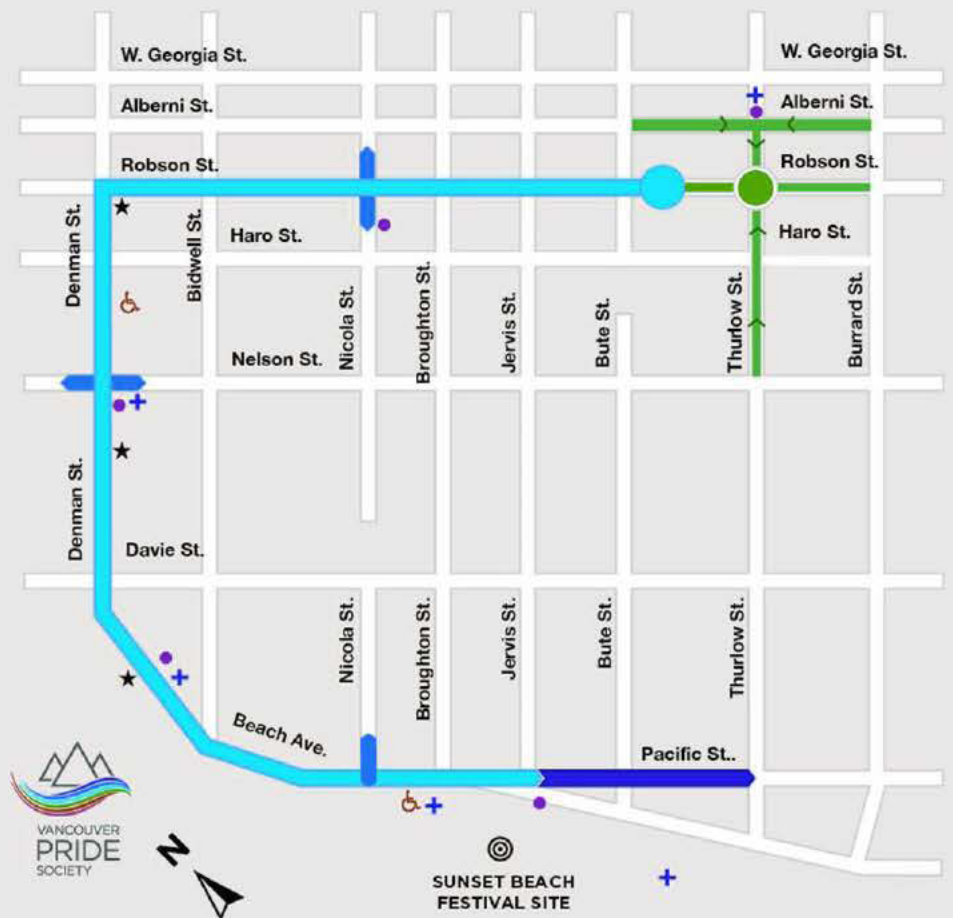 W. Georgia St.
W. Georgia St.
Alberni St.
Alberni St.
Robson St.
Robson St.
Denman St.
Bidwell St.
Haro St.
Haro St.
Nicola St.
Broughton St.
Jervis St.
Bute St.
Thurlow St.
Burrard St.
Nelson St.
Denman St.
Davie St.
Nicola St.
Broughton St.
Jervis St.
Bute St.
Thurlow St.
Beach Ave.
Pacific St..
VANCOUVER
PRIDE
SOCIETY
N
SUNSET BEACH
FESTIVAL SITE